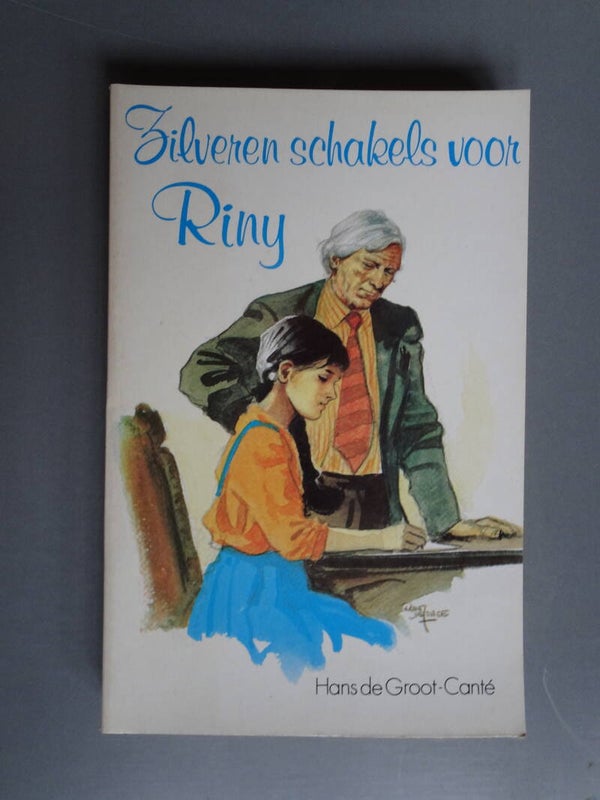 Zilveren schakels voor
Riny
Hans de Groot-Canté